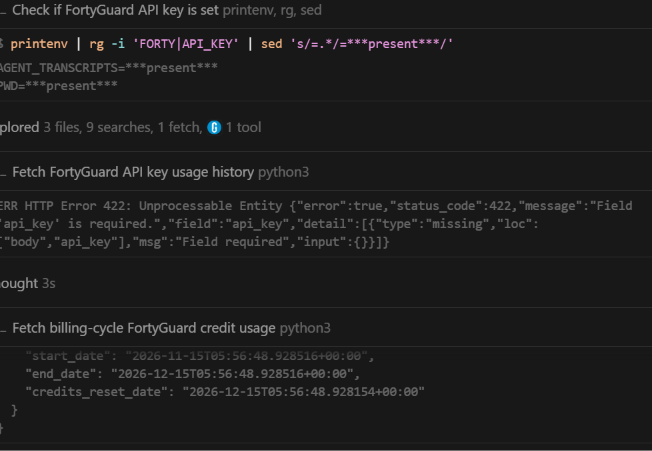 Check if FortyGuard API key is set printenv, rg, sed
$ printenv | rg -i 'FORTY|API_KEY' | sed 's/=.*/=***present***/'
AGENT_TRANSCRIPTS=***present***
PWD=***present***
plored 3 files, 9 searches, 1 fetch, G 1 tool
Fetch FortyGuard API key usage history python3
ERR HTTP Error 422: Unprocessable Entity {"error":true,"status_code":422,"message":"Field
'api_key' is required.","field":"api_key","detail":[{"type":"missing","loc":
["body","api_key"],"msg":"Field required","input":{}}]}
ought 3s
Fetch billing-cycle FortyGuard credit usage python3
"start_date": "2026-11-15T05:56:48.928516+00:00",
"end_date": "2026-12-15T05:56:48.928516+00:00",
"credits_reset_date": "2026-12-15T05:56:48.928154+00:00"
}
}